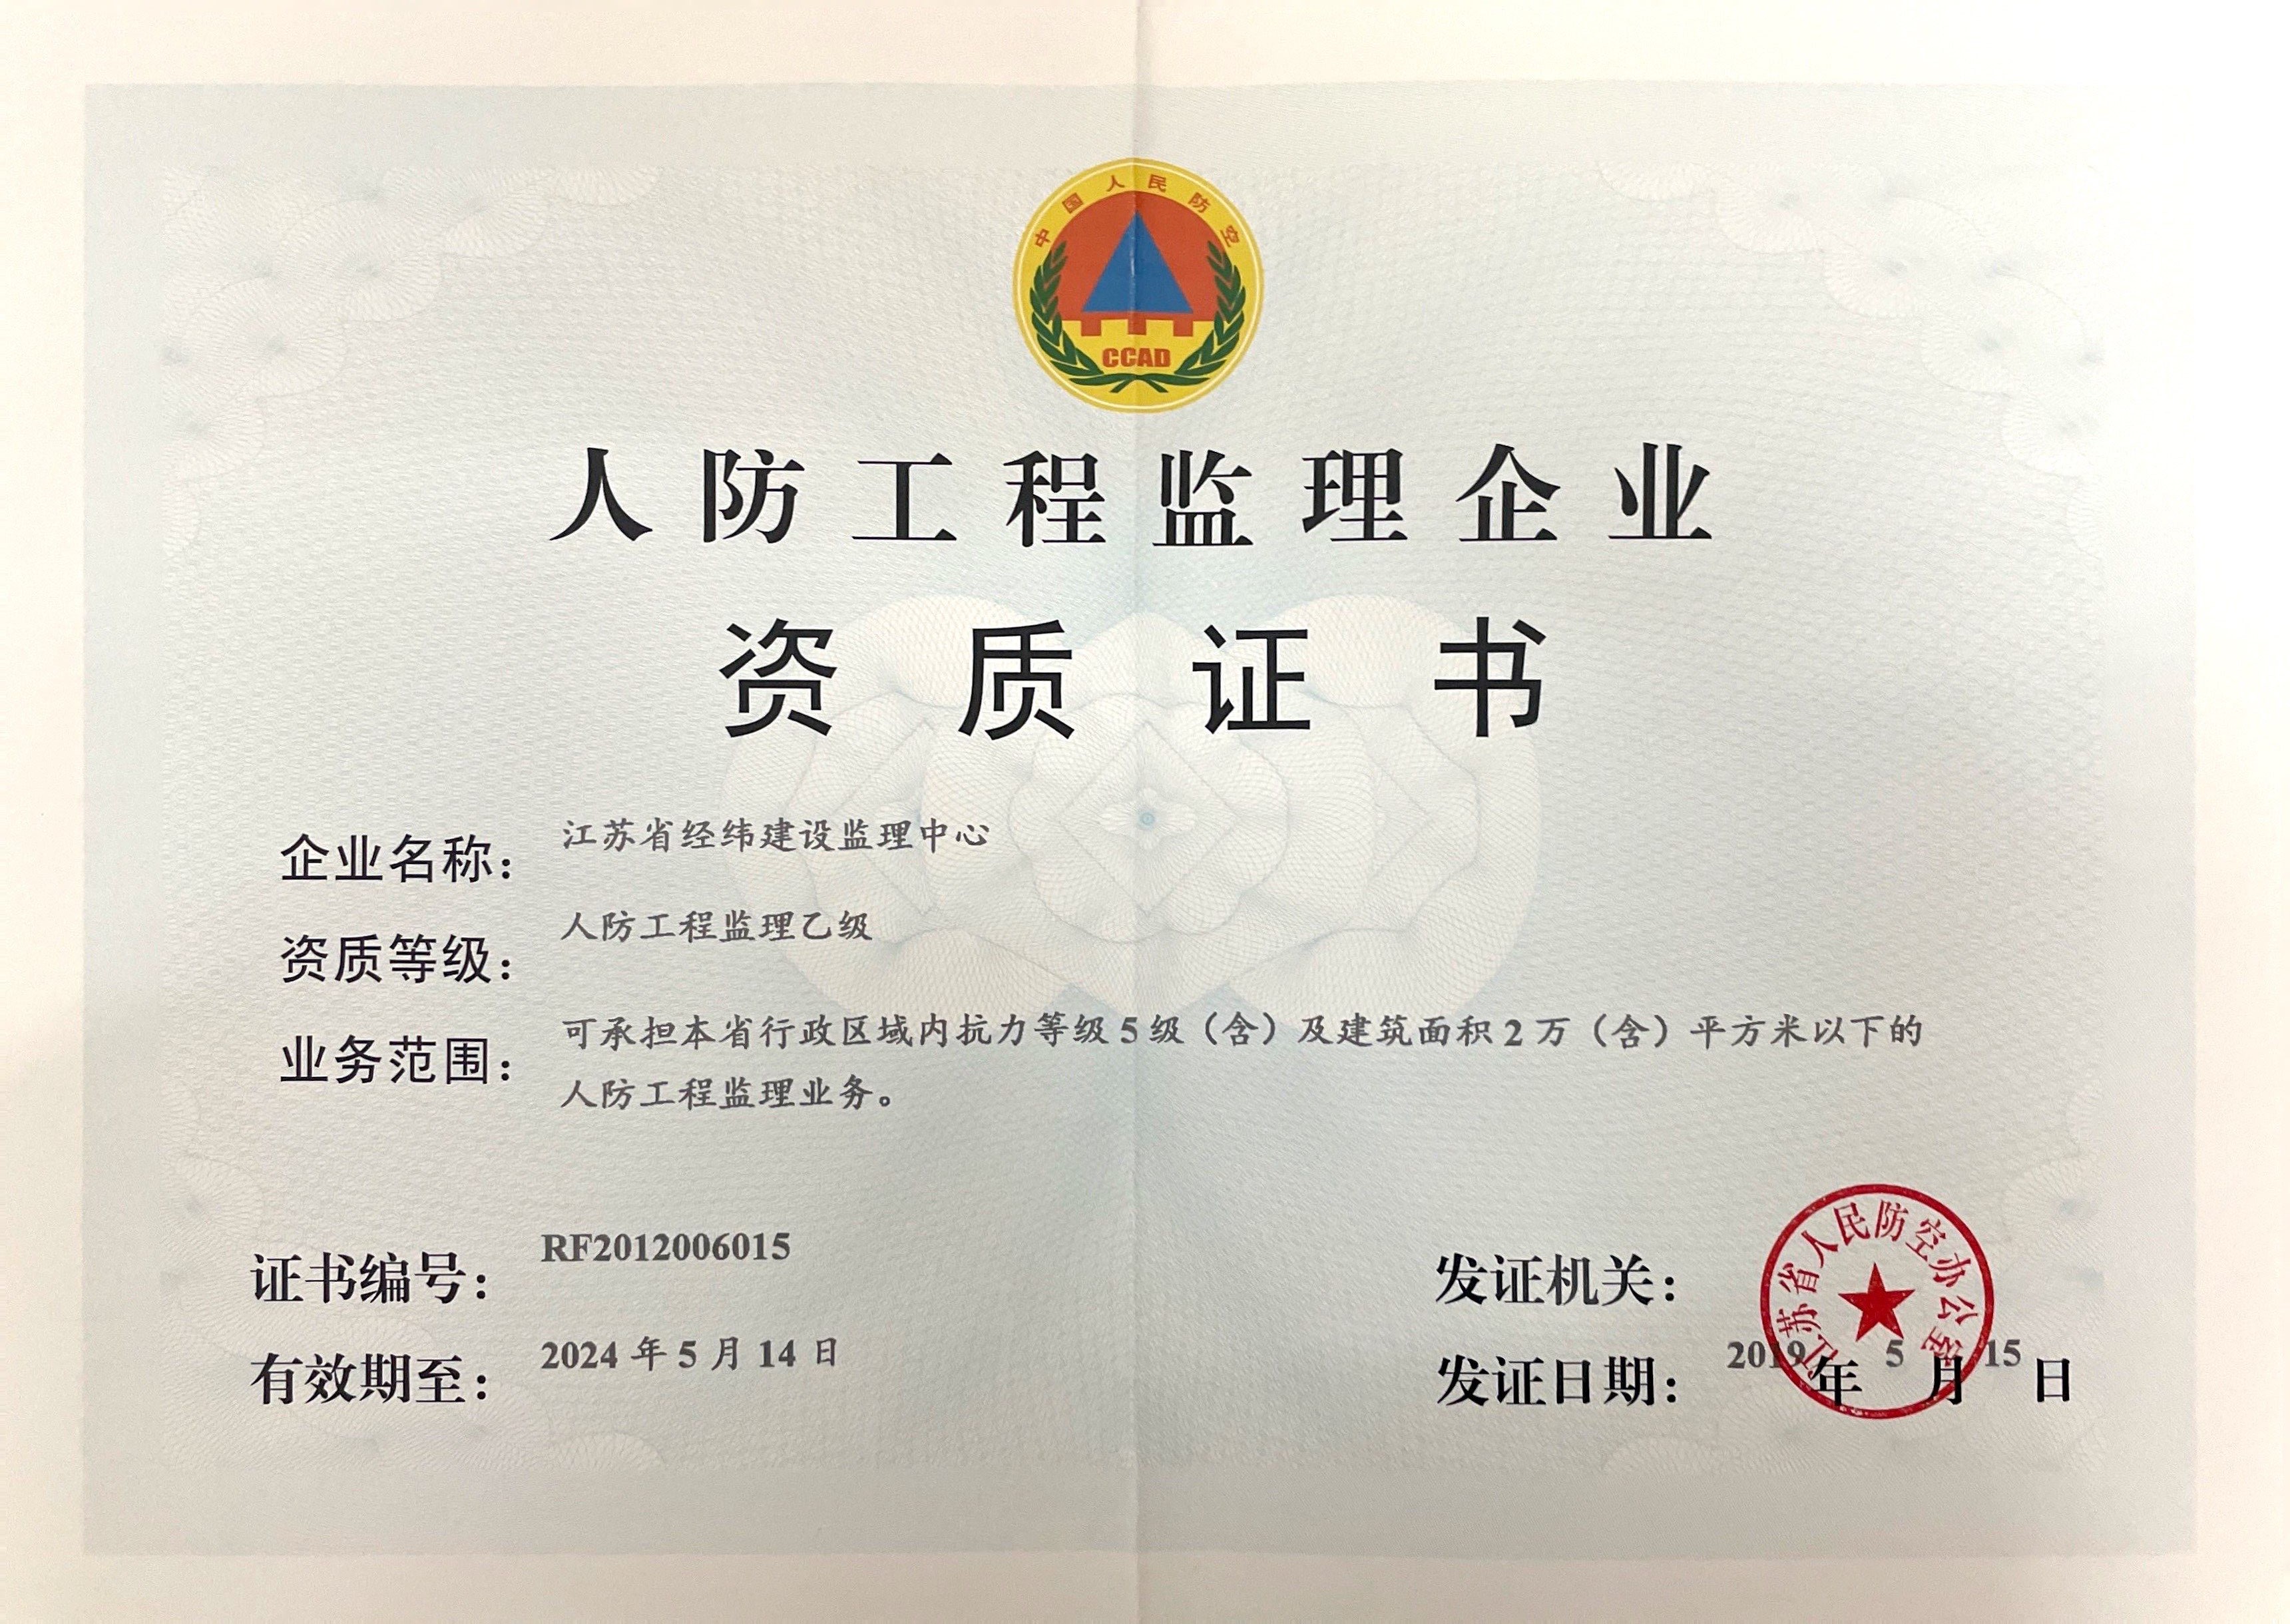 中国人民防空
CCAD
人防工程监理企业
资质证书
企业名称：江苏省经纬建设监理中心
资质等级：人防工程监理乙级
业务范围：可承担本省行政区域内抗力等级5级（含）及建筑面积2万（含）平方米以下的
人防工程监理业务。
证书编号：RF2012006015
有效期至：2024年5月14日
发证机关：
江苏省人民防空办公室
发证日期：2019年5月15日